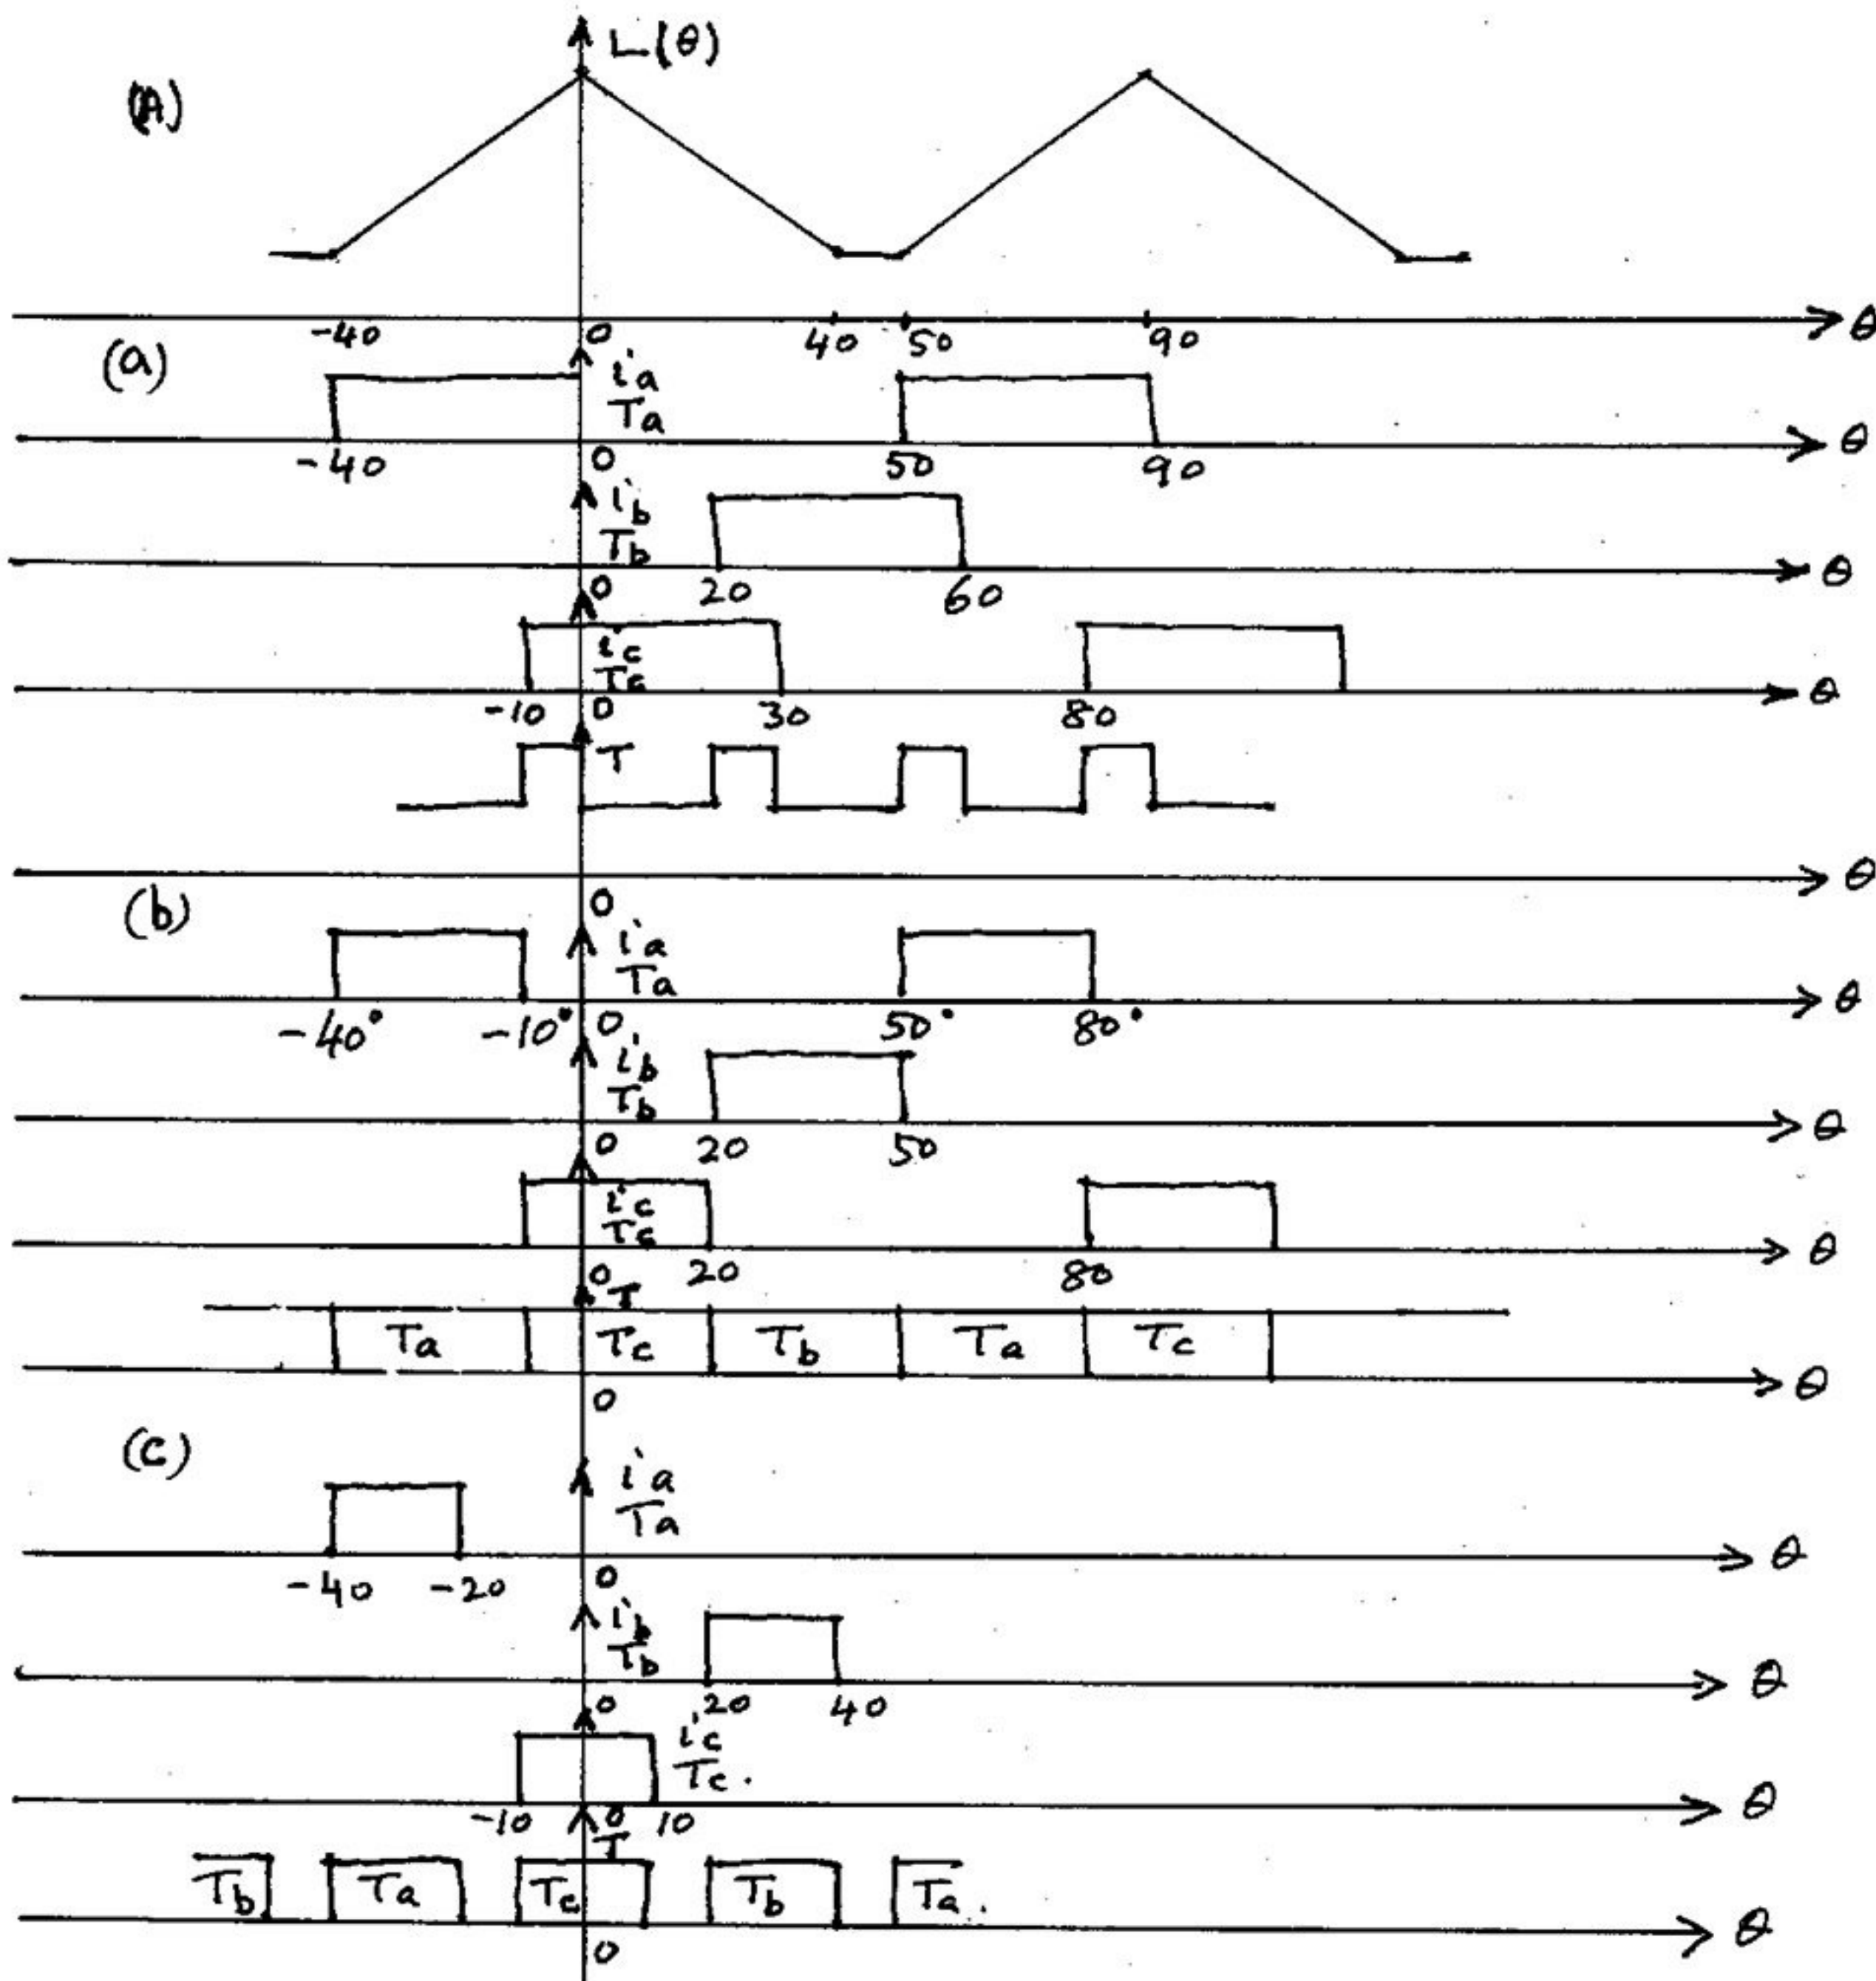 L(θ)
(A)
-40 0 40 50 90 θ
(a)
ia
Ta
-40 0 50 90 θ
ib
Tb
0 20 60 θ
ic
Tc
-10 0 30 80 θ
T
0 θ
(b)
ia
Ta
-40° -10° 0 50° 80° θ
ib
Tb
0 20 50 θ
ic
Tc
0 20 80 θ
T
Ta Tc Tb Ta Tc
0 θ
(c)
ia
Ta
-40 -20 0 θ
ib
Tb
0 20 40 θ
ic
Tc.
-10 0 10 θ
T
Tb Ta Tc Tb Ta.
0 θ